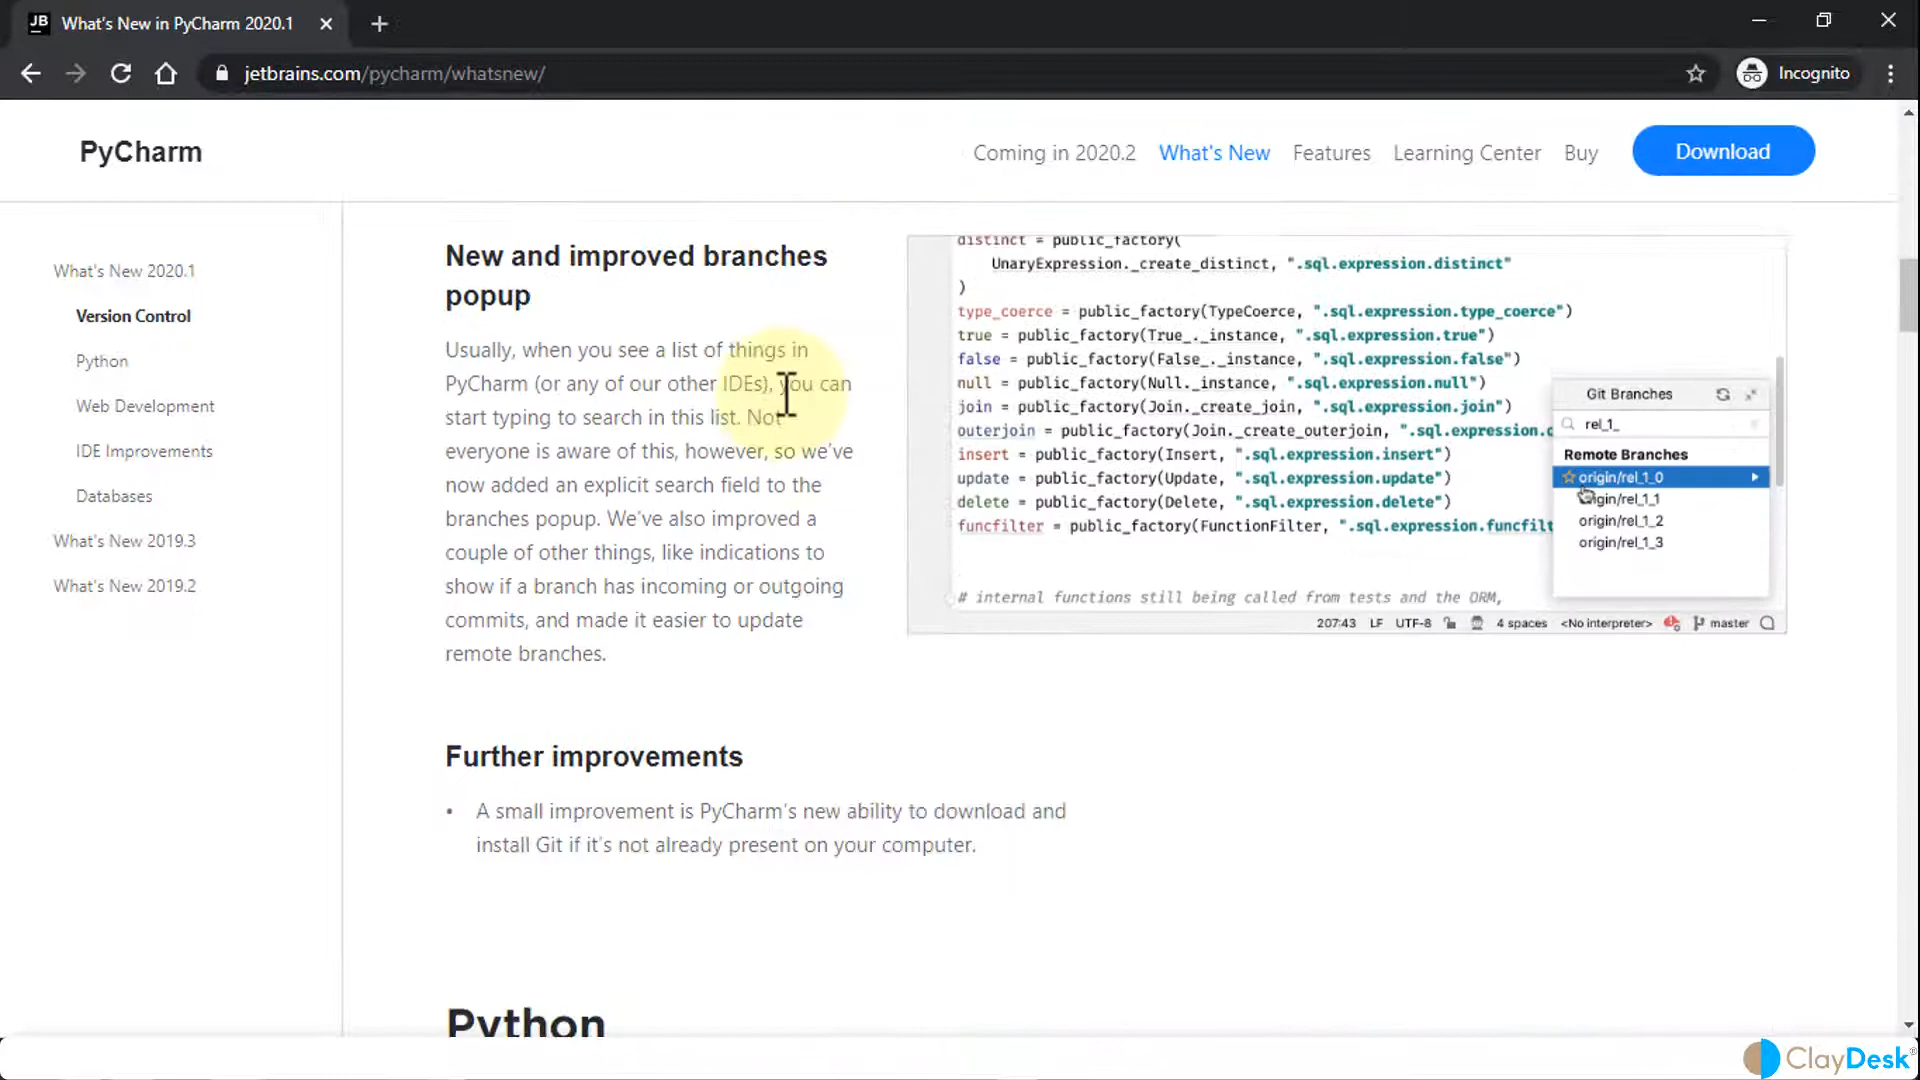 JB What's New in PyCharm 2020.1
jetbrains.com/pycharm/whatsnew/
Incognito
PyCharm
Coming in 2020.2 What's New Features Learning Center Buy Download
What's New 2020.1
Version Control
Python
Web Development
IDE Improvements
Databases
What's New 2019.3
What's New 2019.2
New and improved branches
popup
Usually, when you see a list of things in
PyCharm (or any of our other IDEs), you can
start typing to search in this list. Not
everyone is aware of this, however, so we've
now added an explicit search field to the
branches popup. We've also improved a
couple of other things, like indications to
show if a branch has incoming or outgoing
commits, and made it easier to update
remote branches.
distinct = public_factory(
UnaryExpression._create_distinct, ".sql.expression.distinct"
)
type_coerce = public_factory(TypeCoerce, ".sql.expression.type_coerce")
true = public_factory(True_._instance, ".sql.expression.true")
false = public_factory(False_._instance, ".sql.expression.false")
null = public_factory(Null._instance, ".sql.expression.null")
join = public_factory(Join._create_join, ".sql.expression.join")
outerjoin = public_factory(Join._create_outerjoin, ".sql.expression.
insert = public_factory(Insert, ".sql.expression.insert")
update = public_factory(Update, ".sql.expression.update")
delete = public_factory(Delete, ".sql.expression.delete")
funcfilter = public_factory(FunctionFilter, ".sql.expression.funcfilt
# internal functions still being called from tests and the ORM,
Git Branches
rel_1_
Remote Branches
origin/rel_1_0
origin/rel_1_1
origin/rel_1_2
origin/rel_1_3
207:43 LF UTF-8 4 spaces <No interpreter> master
Further improvements
• A small improvement is PyCharm's new ability to download and
install Git if it's not already present on your computer.
Python
ClayDesk®